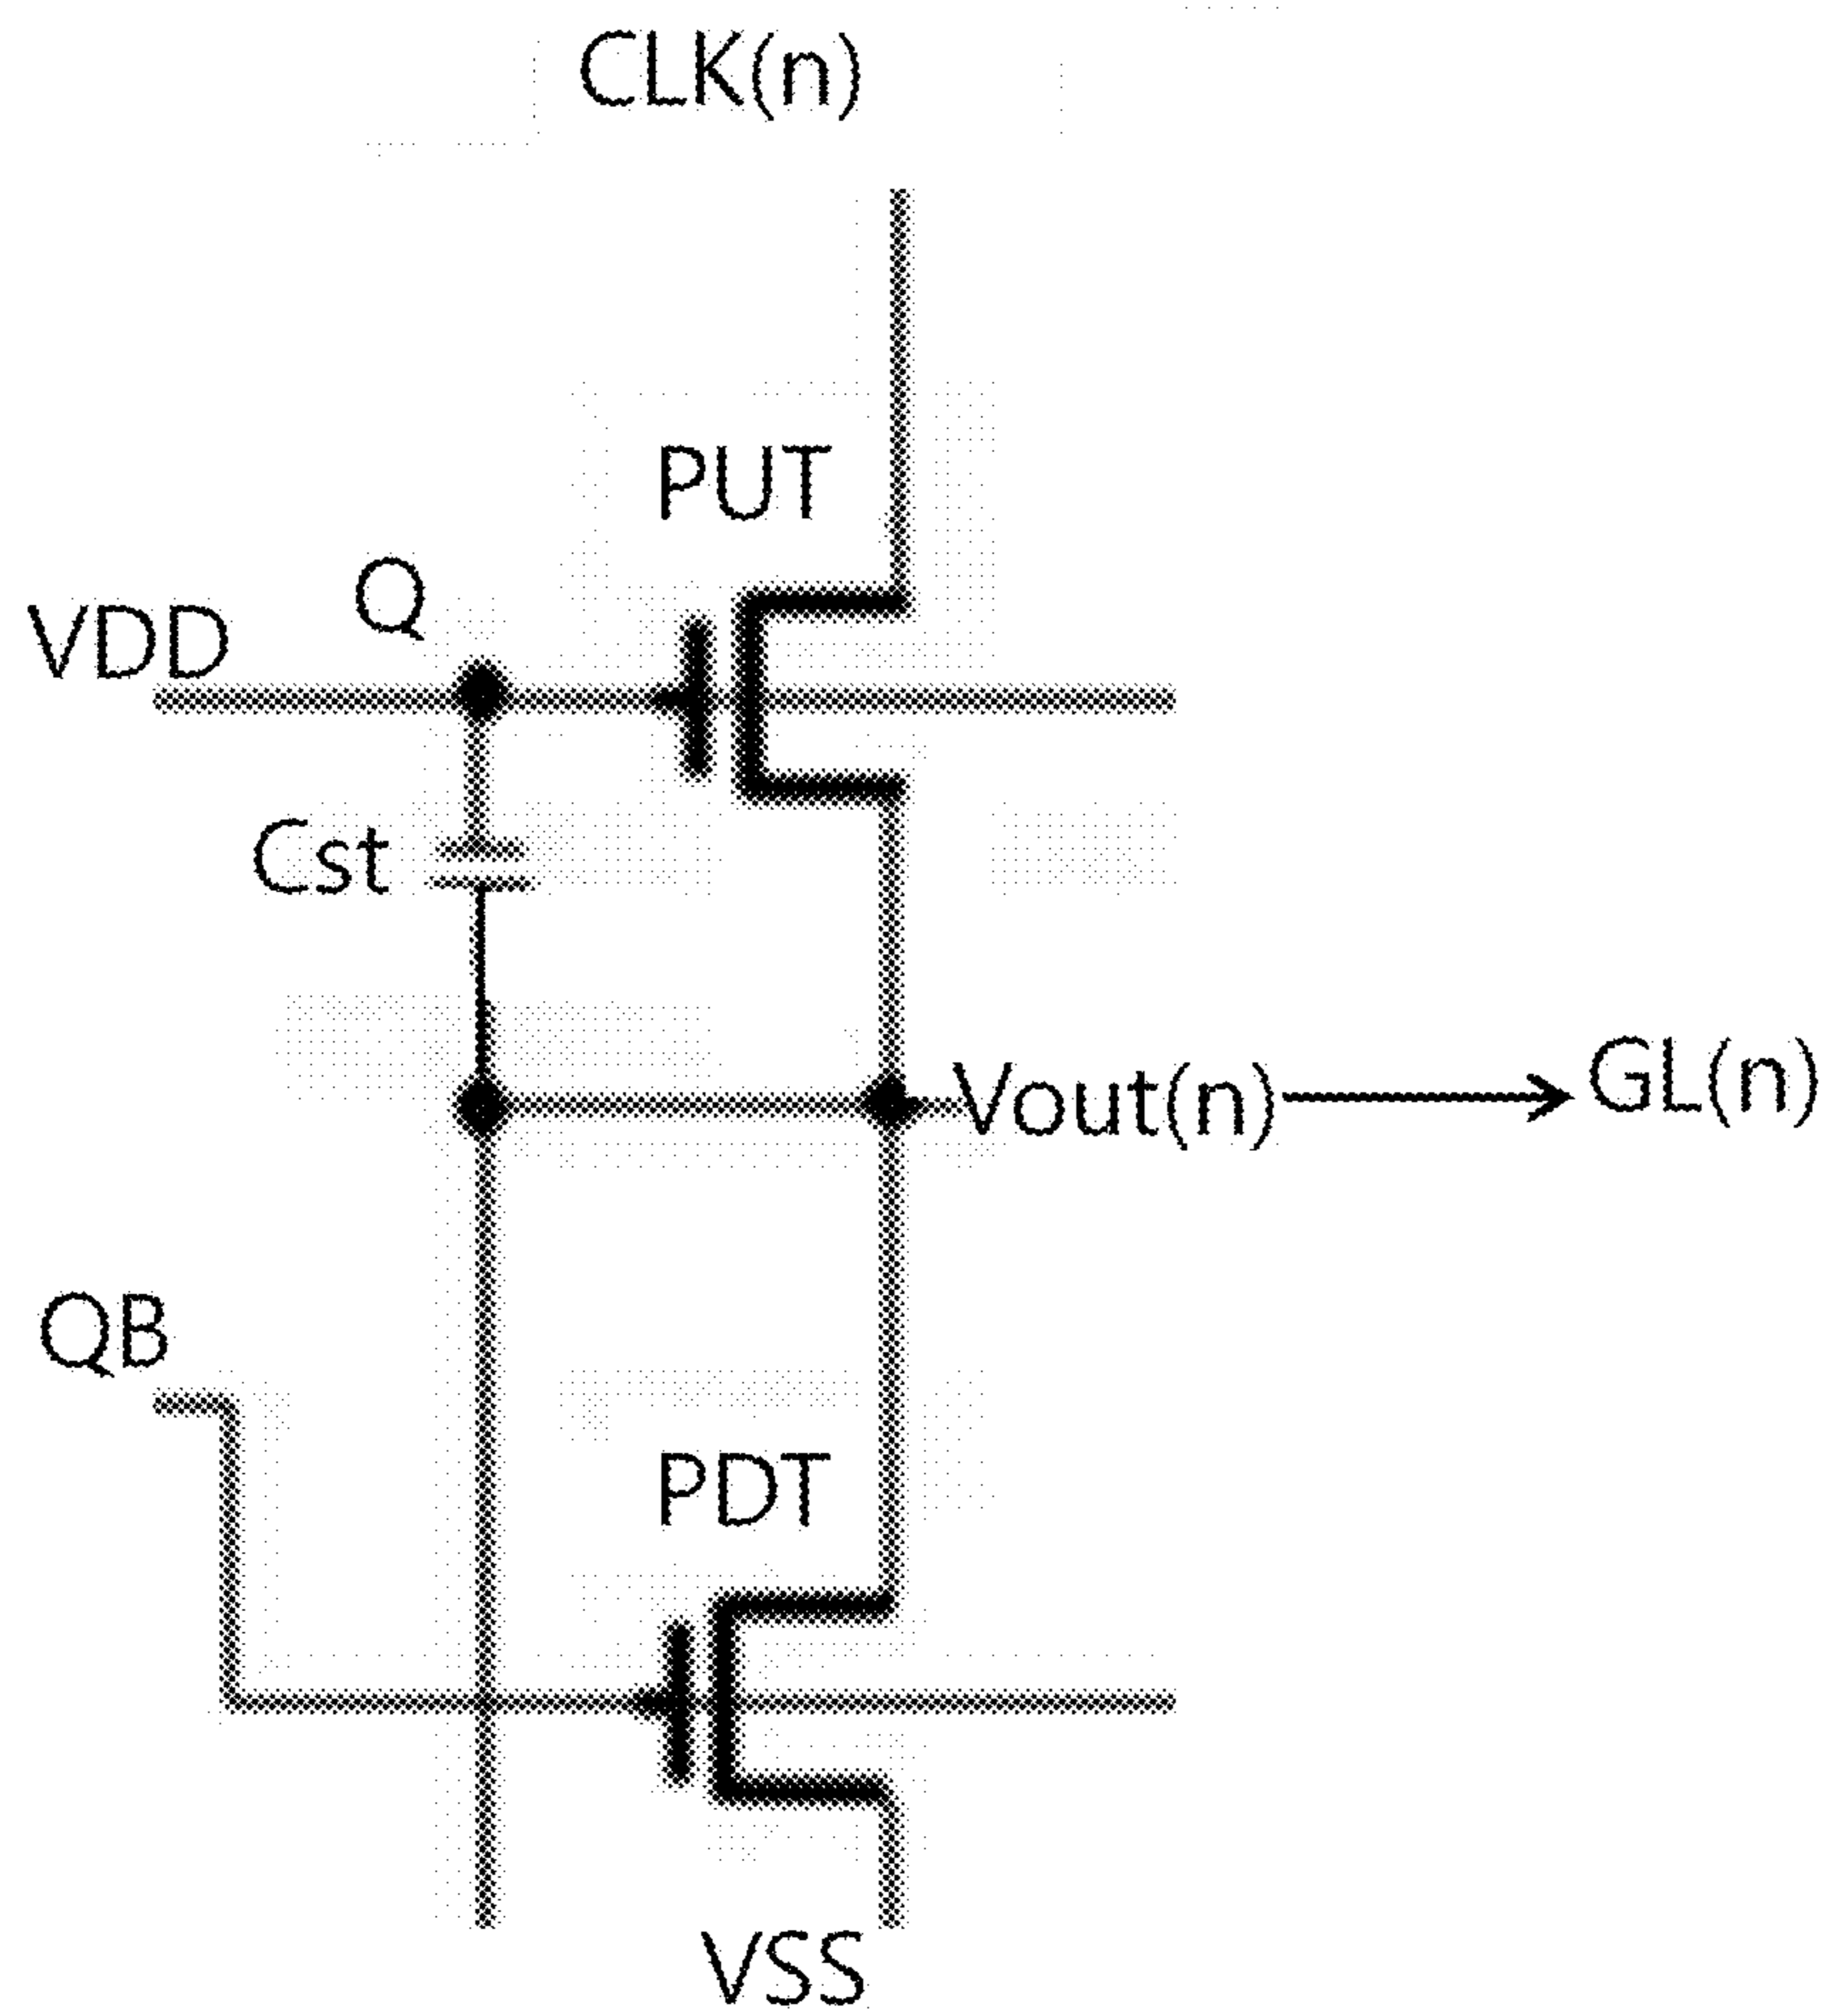 CLK(n)
PUT
Q
VDD
Cst
Vout(n)
GL(n)
QB
PDT
VSS